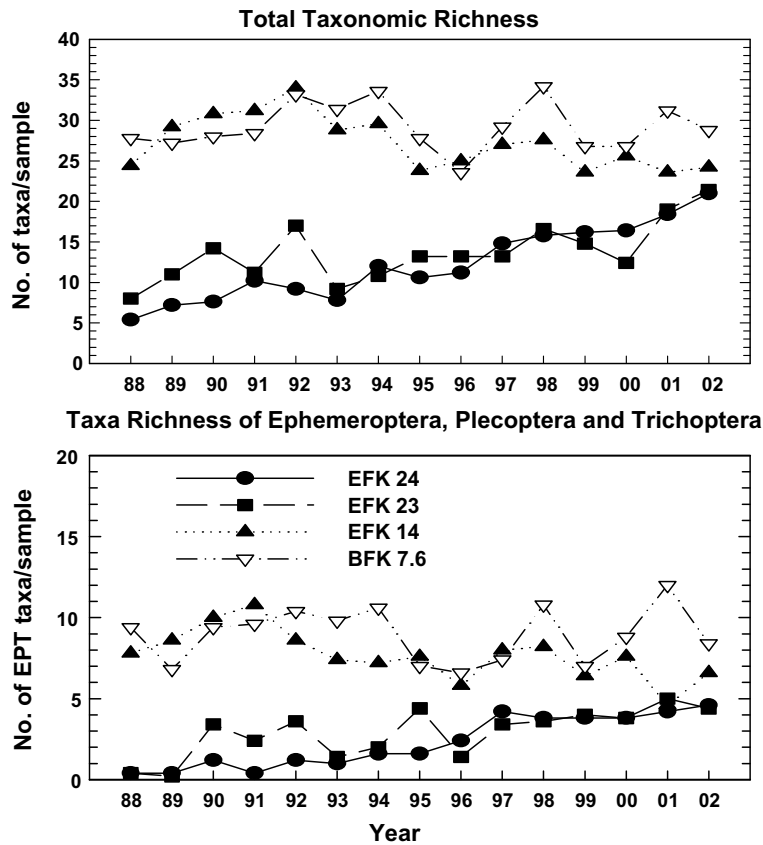 Total Taxonomic Richness
No. of taxa/sample
40
35
30
25
20
15
10
5
0
88 89 90 91 92 93 94 95 96 97 98 99 00 01 02
Taxa Richness of Ephemeroptera, Plecoptera and Trichoptera
No. of EPT taxa/sample
20
15
10
5
0
EFK 24
EFK 23
EFK 14
BFK 7.6
88 89 90 91 92 93 94 95 96 97 98 99 00 01 02
Year